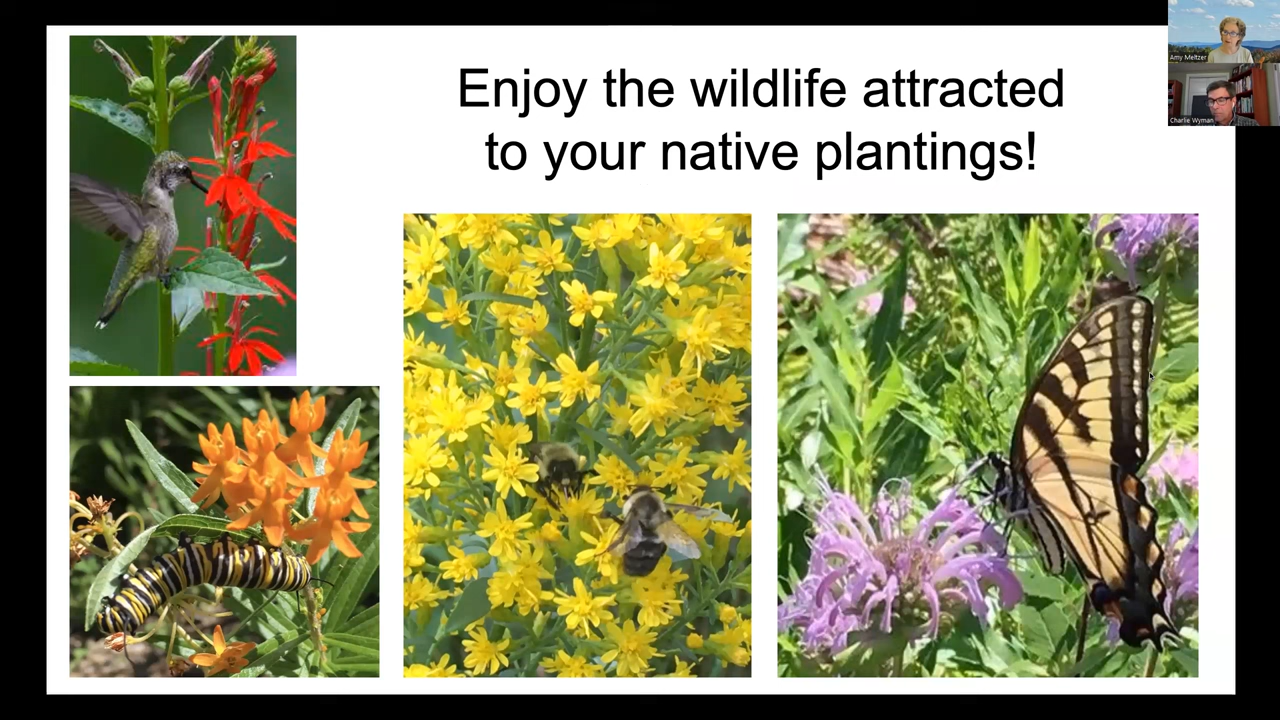 Enjoy the wildlife attracted
to your native plantings!
Amy Meltzer
Charlie Wyman